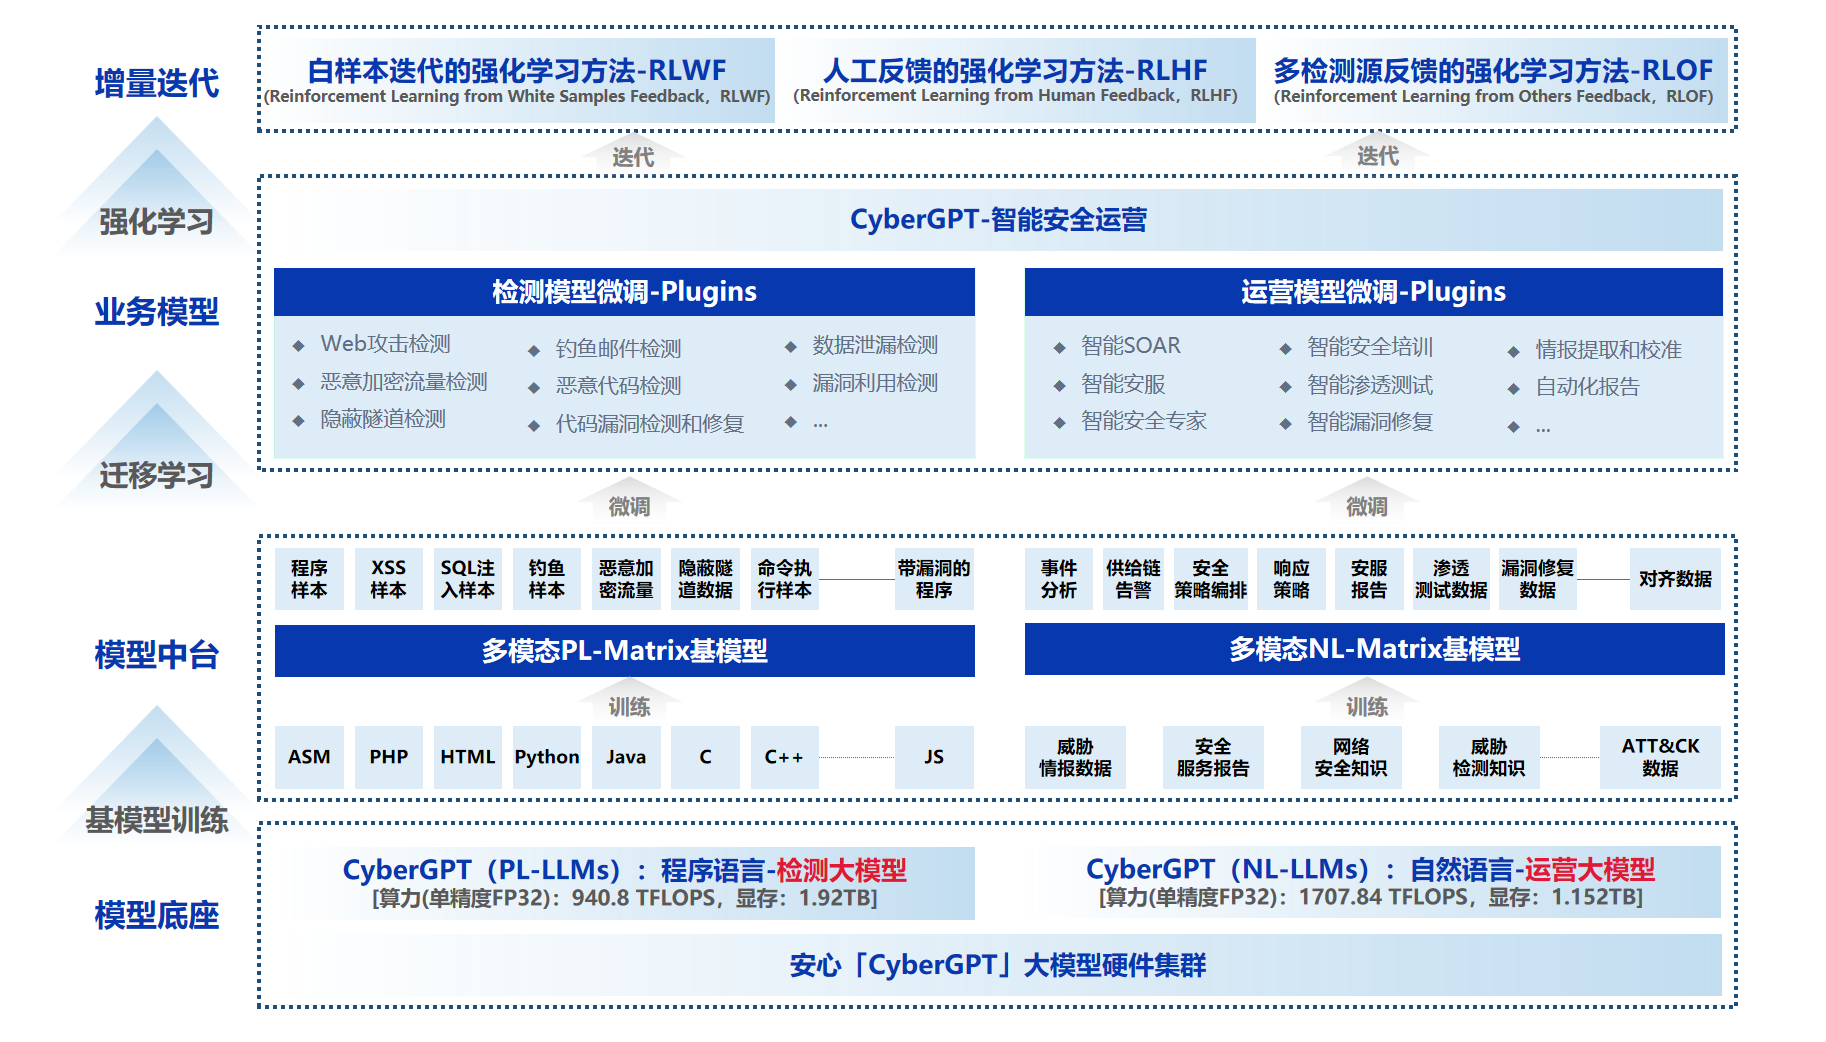 增量迭代
白样本迭代的强化学习方法-RLWF
(Reinforcement Learning from White Samples Feedback，RLWF)
人工反馈的强化学习方法-RLHF
(Reinforcement Learning from Human Feedback，RLHF)
多检测源反馈的强化学习方法-RLOF
(Reinforcement Learning from Others Feedback，RLOF)
迭代
迭代
强化学习
CyberGPT-智能安全运营
业务模型
检测模型微调-Plugins
◆ Web攻击检测
◆ 恶意加密流量检测
◆ 隐蔽隧道检测
◆ 钓鱼邮件检测
◆ 恶意代码检测
◆ 代码漏洞检测和修复
◆ 数据泄漏检测
◆ 漏洞利用检测
◆ ...
运营模型微调-Plugins
◆ 智能SOAR
◆ 智能安服
◆ 智能安全专家
◆ 智能安全培训
◆ 智能渗透测试
◆ 智能漏洞修复
◆ 情报提取和校准
◆ 自动化报告
◆ ...
迁移学习
微调
微调
模型中台
程序
样本
XSS
样本
SQL注
入样本
钓鱼
样本
恶意加
密流量
隐蔽隧
道数据
命令执
行样本
带漏洞的
程序
多模态PL-Matrix基模型
训练
ASM
PHP
HTML
Python
Java
C
C++
JS
事件
分析
供给链
告警
安全
策略编排
响应
策略
安服
报告
渗透
测试数据
漏洞修复
数据
对齐数据
多模态NL-Matrix基模型
训练
威胁
情报数据
安全
服务报告
网络
安全知识
威胁
检测知识
ATT&CK
数据
基模型训练
模型底座
CyberGPT（PL-LLMs）：程序语言-检测大模型
[算力(单精度FP32)：940.8 TFLOPS，显存：1.92TB]
CyberGPT（NL-LLMs）：自然语言-运营大模型
[算力(单精度FP32)：1707.84 TFLOPS，显存：1.152TB]
安心「CyberGPT」大模型硬件集群